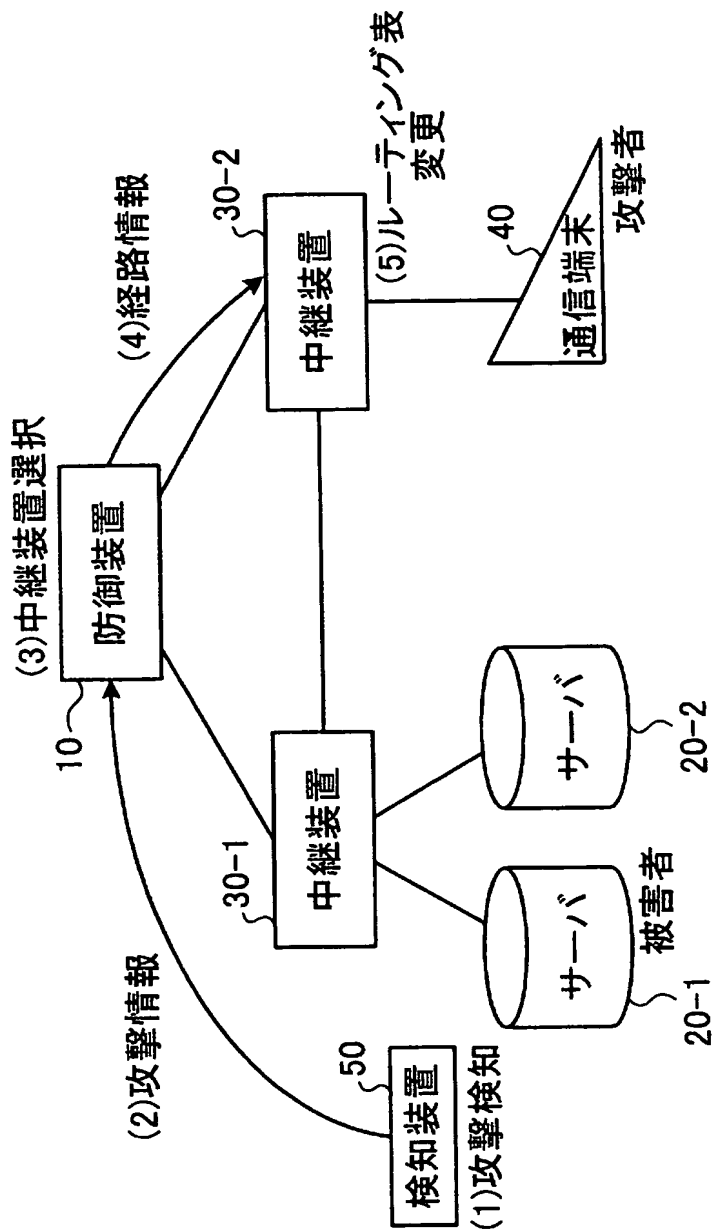 (3)中継装置選択
10
防御装置
(2)攻撃情報
(4)経路情報
30-1
中継装置
30-2
中継装置
(5)ルーティング表
変更
50
検知装置
(1)攻撃検知
サーバ
被害者
20-1
サーバ
20-2
40
通信端末
攻撃者